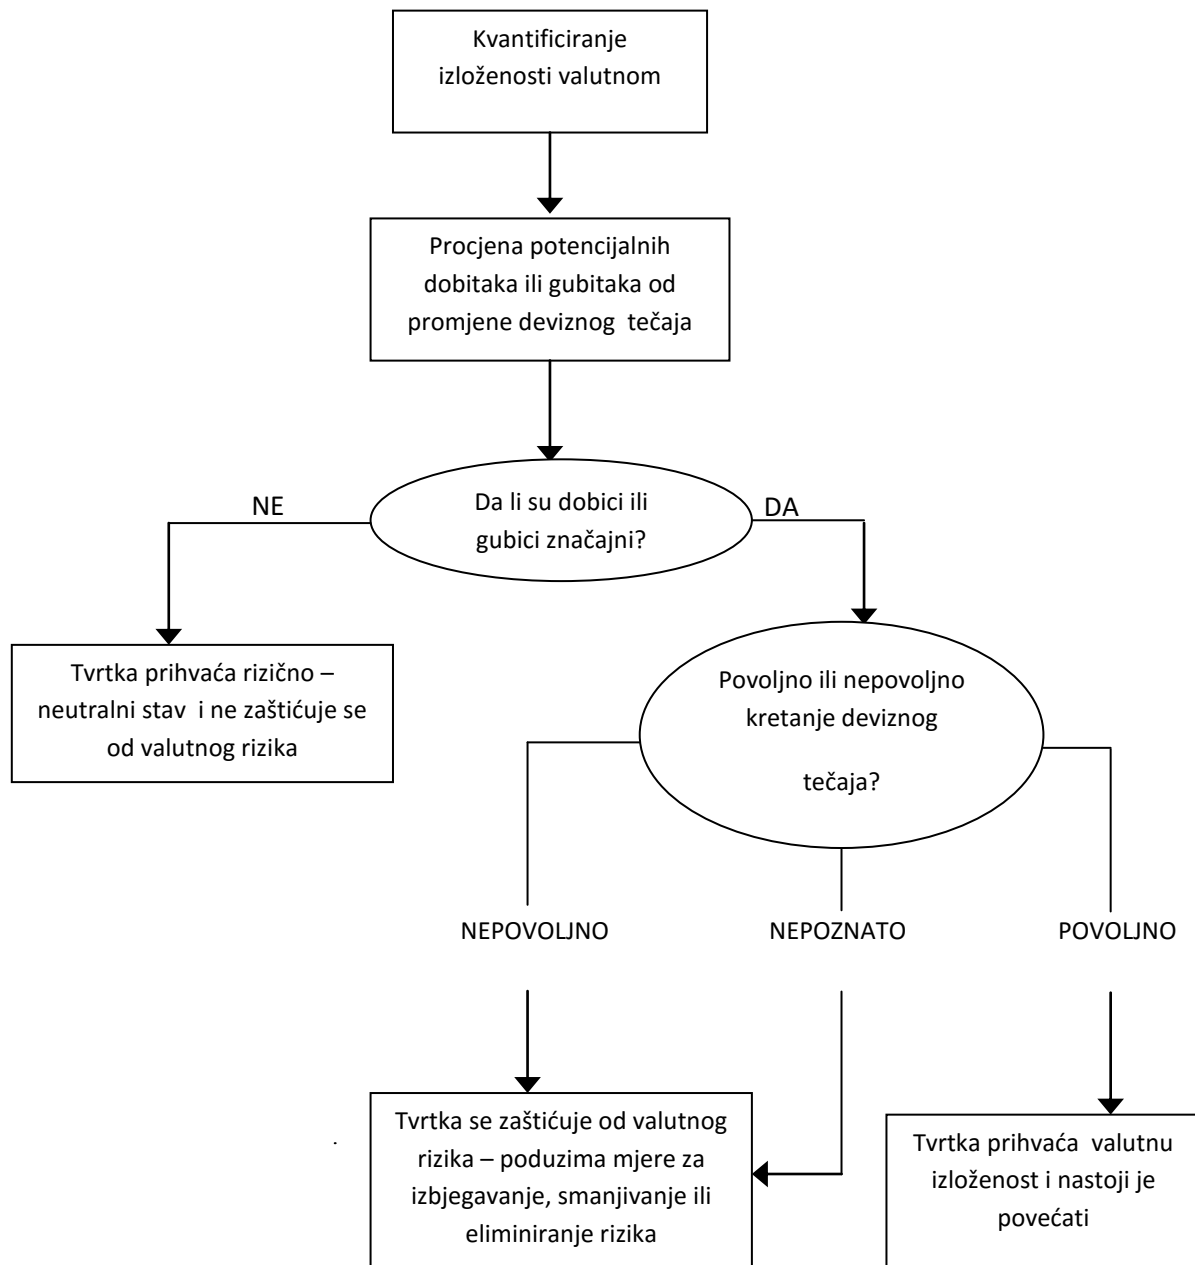 Kvantificiranje
izloženosti valutnom
Procjena potencijalnih
dobitaka ili gubitaka od
promjene deviznog tečaja
Da li su dobici ili
gubici značajni?
NE
DA
Tvrtka prihvaća rizično –
neutralni stav i ne zaštićuje se
od valutnog rizika
Povoljno ili nepovoljno
kretanje deviznog
tečaja?
NEPOVOLJNO
NEPOZNATO
POVOLJNO
Tvrtka se zaštićuje od valutnog
rizika – poduzima mjere za
izbjegavanje, smanjivanje ili
eliminiranje rizika
Tvrtka prihvaća valutnu
izloženost i nastoji je
povećati